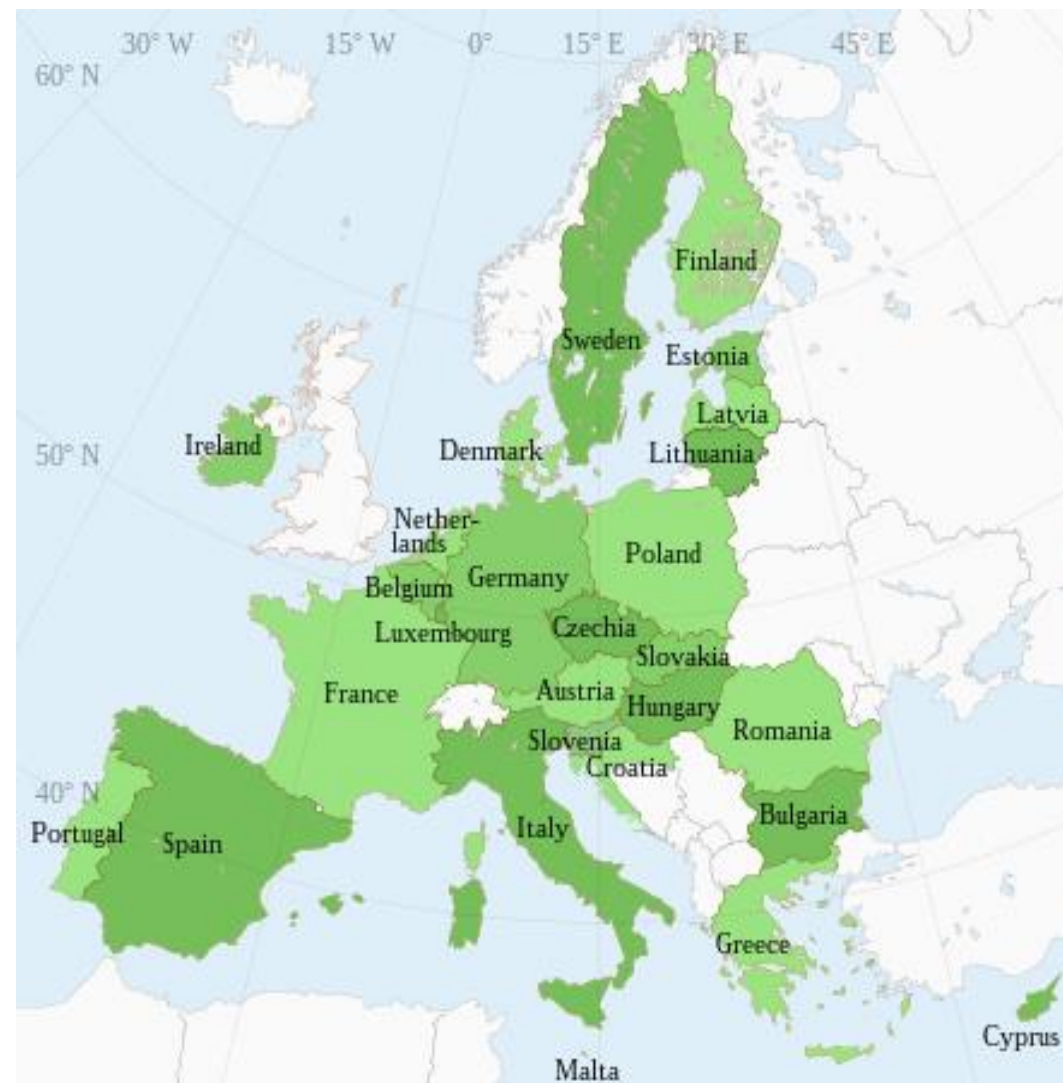 30° W
15° W
0°
15° E
30° E
45° E
60° N
Finland
Sweden
Estonia
Latvia
Ireland
Denmark
Lithuania
50° N
Nether-
lands
Poland
Germany
Belgium
Czechia
Luxembourg
Slovakia
France
Austria
Hungary
Romania
Slovenia
Croatia
40° N
Bulgaria
Italy
Portugal
Spain
Greece
Cyprus
Malta